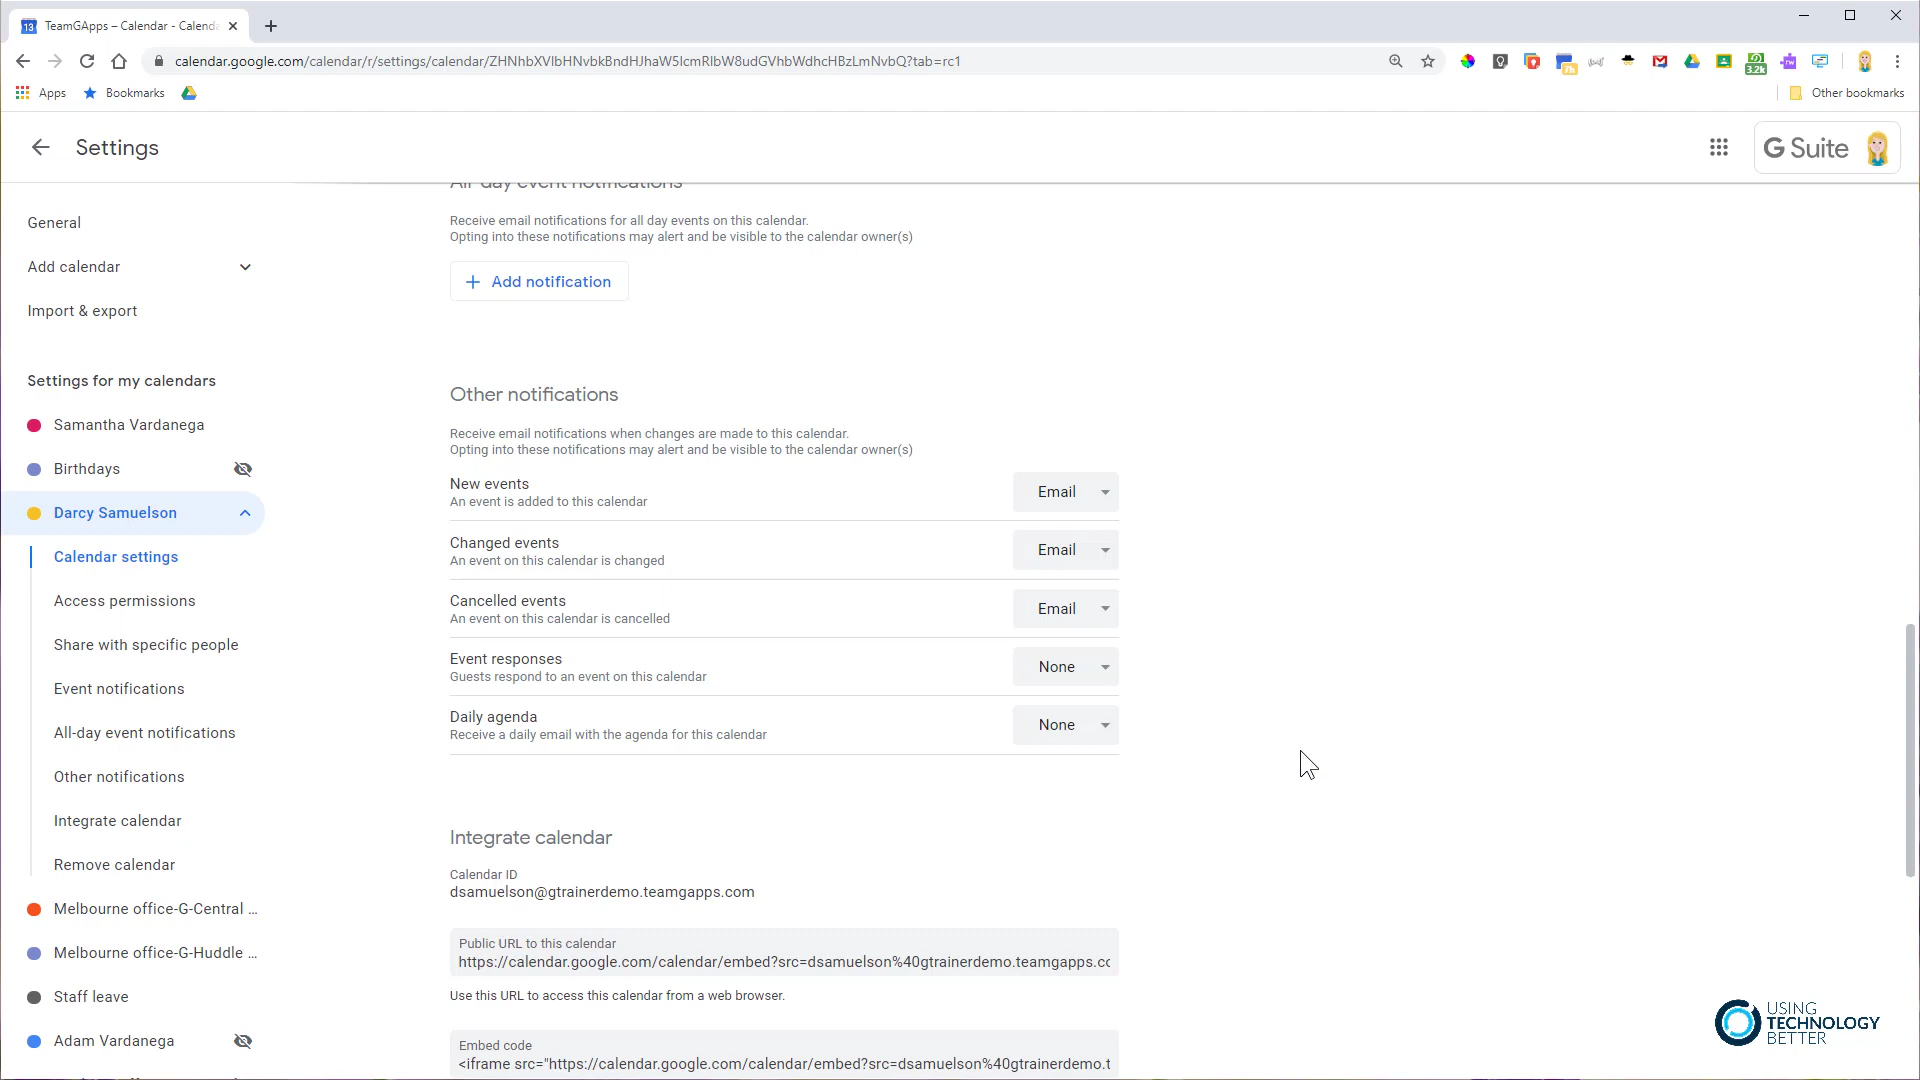 13 TeamGApps – Calendar - Calenda
calendar.google.com/calendar/r/settings/calendar/ZHNhbXVlbHNvbkBndHJhaW5lcmRlbW8udGVhbWdhcHBzLmNvbQ?tab=rc1
7h
3.2k
rw
Apps
Bookmarks
Other bookmarks
Settings
G Suite
General
Add calendar
Import & export
Settings for my calendars
Samantha Vardanega
Birthdays
Darcy Samuelson
Calendar settings
Access permissions
Share with specific people
Event notifications
All-day event notifications
Other notifications
Integrate calendar
Remove calendar
Melbourne office-G-Central ...
Melbourne office-G-Huddle ...
Staff leave
Adam Vardanega
All-day event notifications
Receive email notifications for all day events on this calendar.
Opting into these notifications may alert and be visible to the calendar owner(s)
+ Add notification
Other notifications
Receive email notifications when changes are made to this calendar.
Opting into these notifications may alert and be visible to the calendar owner(s)
New events
An event is added to this calendar
Email
Changed events
An event on this calendar is changed
Email
Cancelled events
An event on this calendar is cancelled
Email
Event responses
Guests respond to an event on this calendar
None
Daily agenda
Receive a daily email with the agenda for this calendar
None
Integrate calendar
Calendar ID
dsamuelson@gtrainerdemo.teamgapps.com
Public URL to this calendar
https://calendar.google.com/calendar/embed?src=dsamuelson%40gtrainerdemo.teamgapps.cc
Use this URL to access this calendar from a web browser.
Embed code
<iframe src="https://calendar.google.com/calendar/embed?src=dsamuelson%40gtrainerdemo.t
USING
TECHNOLOGY
BETTER